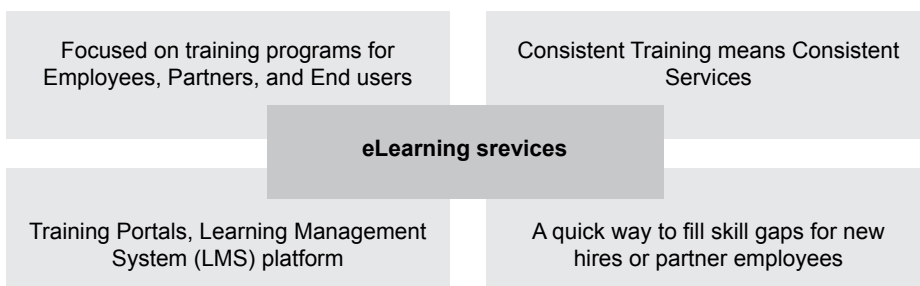 Focused on training programs for
Employees, Partners, and End users
Consistent Training means Consistent
Services
eLearning srevices
Training Portals, Learning Management
System (LMS) platform
A quick way to fill skill gaps for new
hires or partner employees